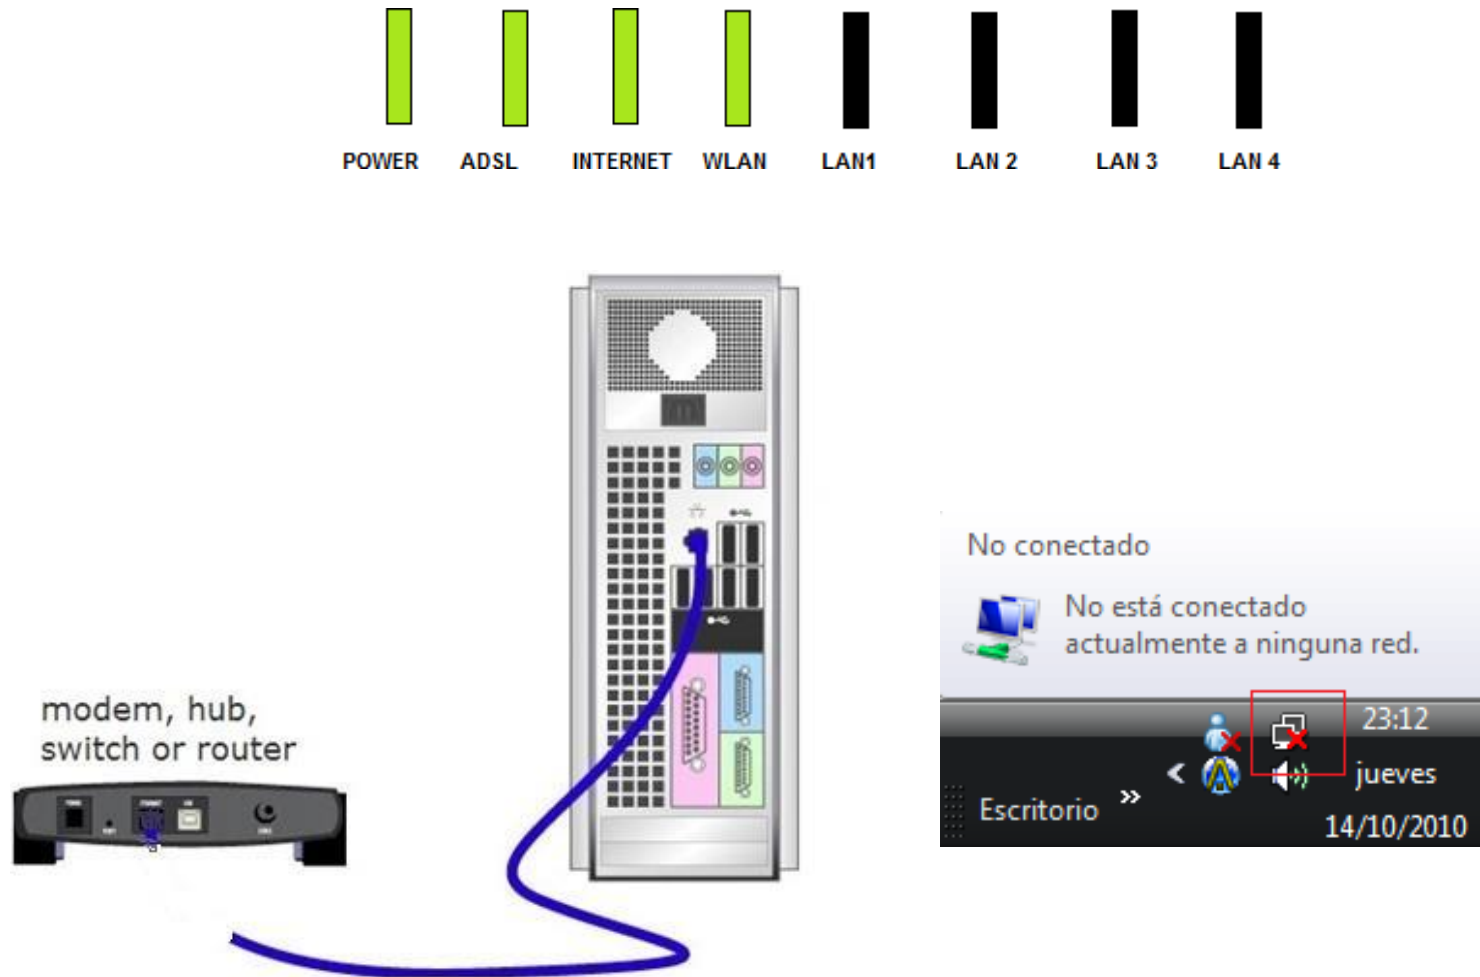 POWER ADSL INTERNET WLAN LAN1 LAN 2 LAN 3 LAN 4
modem, hub,
switch or router
No conectado
No está conectado
actualmente a ninguna red.
23:12
jueves
Escritorio »
14/10/2010